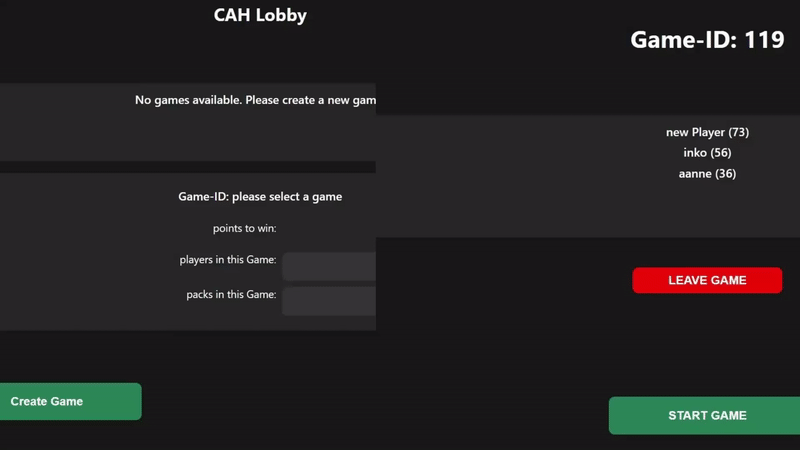 CAH Lobby
No games available. Please create a new gam
Game-ID: please select a game
points to win:
players in this Game:
packs in this Game:
Create Game
Game-ID: 119
new Player (73)
inko (56)
aanne (36)
LEAVE GAME
START GAME